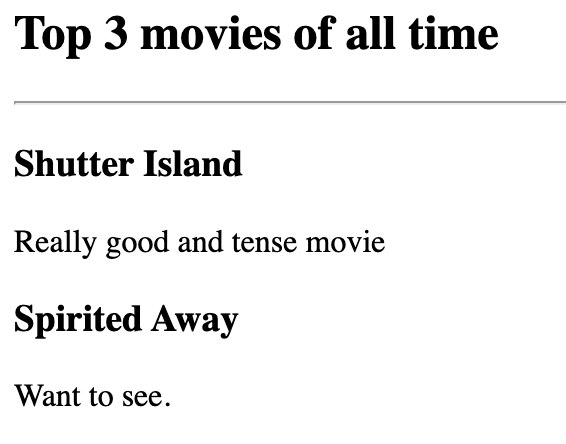 Top 3 movies of all time
Shutter Island
Really good and tense movie
Spirited Away
Want to see.